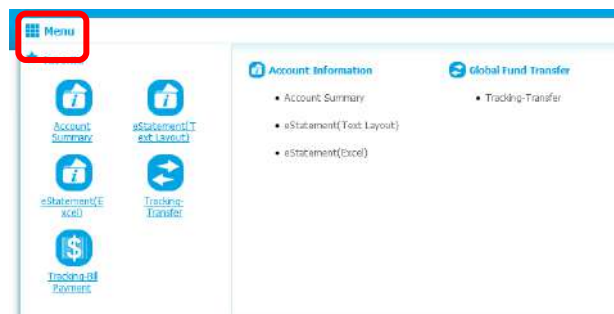 Menu
Account Information
Global Fund Transfer
• Account Summary
• Tracking-Transfer
• eStatement(Text Layout)
• eStatement(Excel)
Account
Summary
eStatement(T
ext Layout)
eStatement(E
xcel)
Tracking-
Transfer
Tracking-Bill
Payment